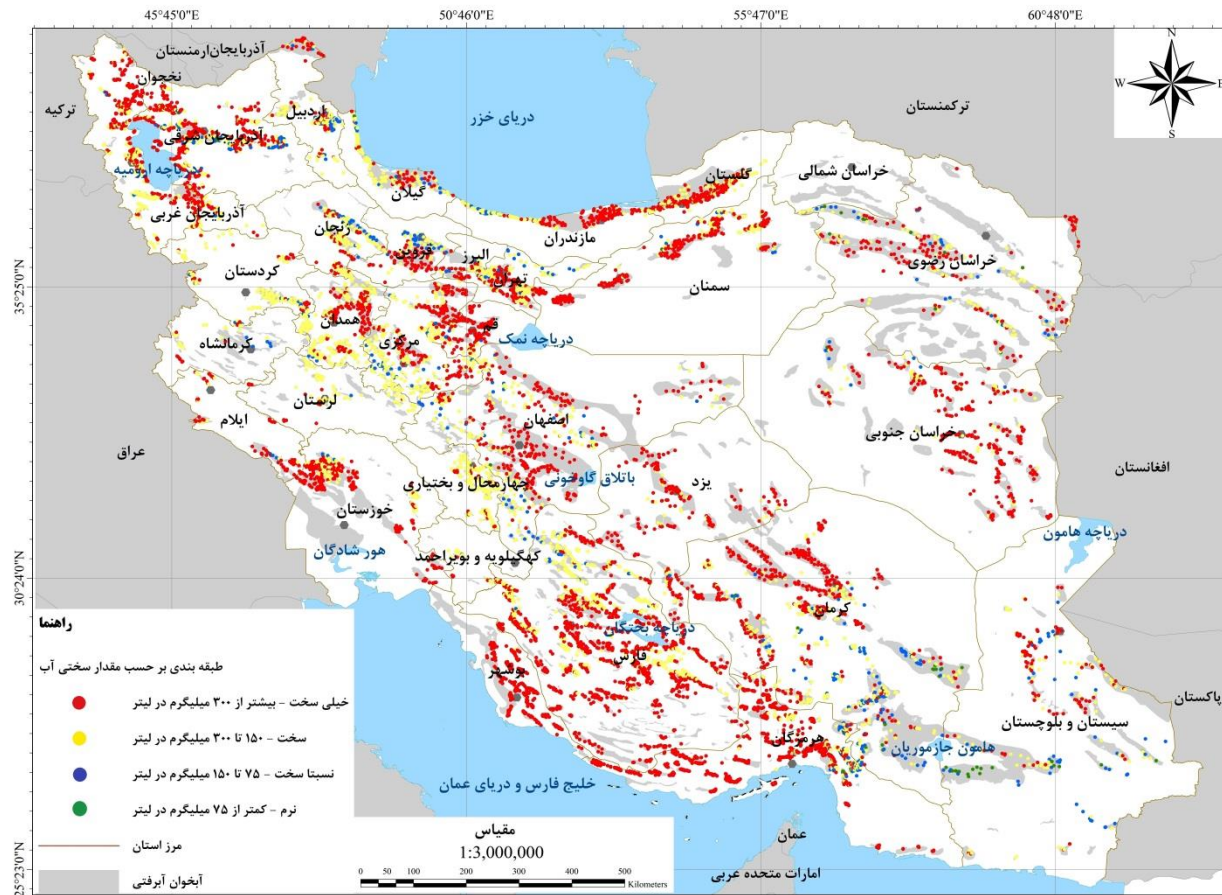 45°45'0"E
50°46'0"E
55°47'0"E
60°48'0"E
N
W
E
S
آذربایجان
ارمنستان
نخجوان
ترکیه
ترکمنستان
دریای خزر
اردبیل
آذربایجان شرقی
دریاچه ارومیه
گیلان
گلستان
خراسان شمالی
آذربایجان غربی
زنجان
مازندران
قزوین
البرز
تهران
خراسان رضوی
کردستان
سمنان
35°25'0"N
همدان
قم
مرکزی
دریاچه نمک
کرمانشاه
لرستان
ایلام
اصفهان
خراسان جنوبی
عراق
افغانستان
باتلاق گاوخونی
یزد
چهارمحال و بختیاری
خوزستان
دریاچه هامون
هور شادگان
کهگیلویه و بویراحمد
30°24'0"N
کرمان
دریاچه بختگان
فارس
بوشهر
پاکستان
سیستان و بلوچستان
هرمزگان
هامون جازموریان
خلیج فارس و دریای عمان
عمان
امارات متحده عربی
25°23'0"N
راهنما
طبقه بندی بر حسب مقدار سختی آب
خیلی سخت - بیشتر از ۳۰۰ میلیگرم در لیتر
سخت - ۱۵۰ تا ۳۰۰ میلیگرم در لیتر
نسبتا سخت - ۷۵ تا ۱۵۰ میلیگرم در لیتر
نرم - کمتر از ۷۵ میلیگرم در لیتر
مرز استان
آبخوان آبرفتی
مقیاس
1:3,000,000
0 50 100 200 300 400 500
Kilometers